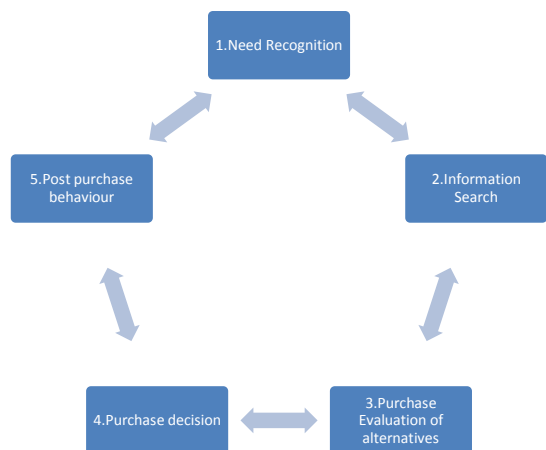 1.Need Recognition
2.Information
Search
3.Purchase
Evaluation of
alternatives
4.Purchase decision
5.Post purchase
behaviour